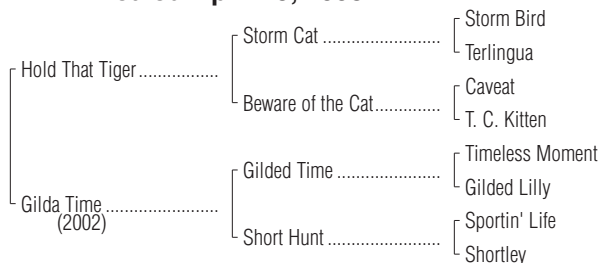 Storm Bird
Storm Cat
Terlingua
Hold That Tiger
Caveat
Beware of the Cat
T. C. Kitten
Timeless Moment
Gilded Time
Gilded Lilly
Gilda Time
(2002)
Sportin' Life
Short Hunt
Shortley